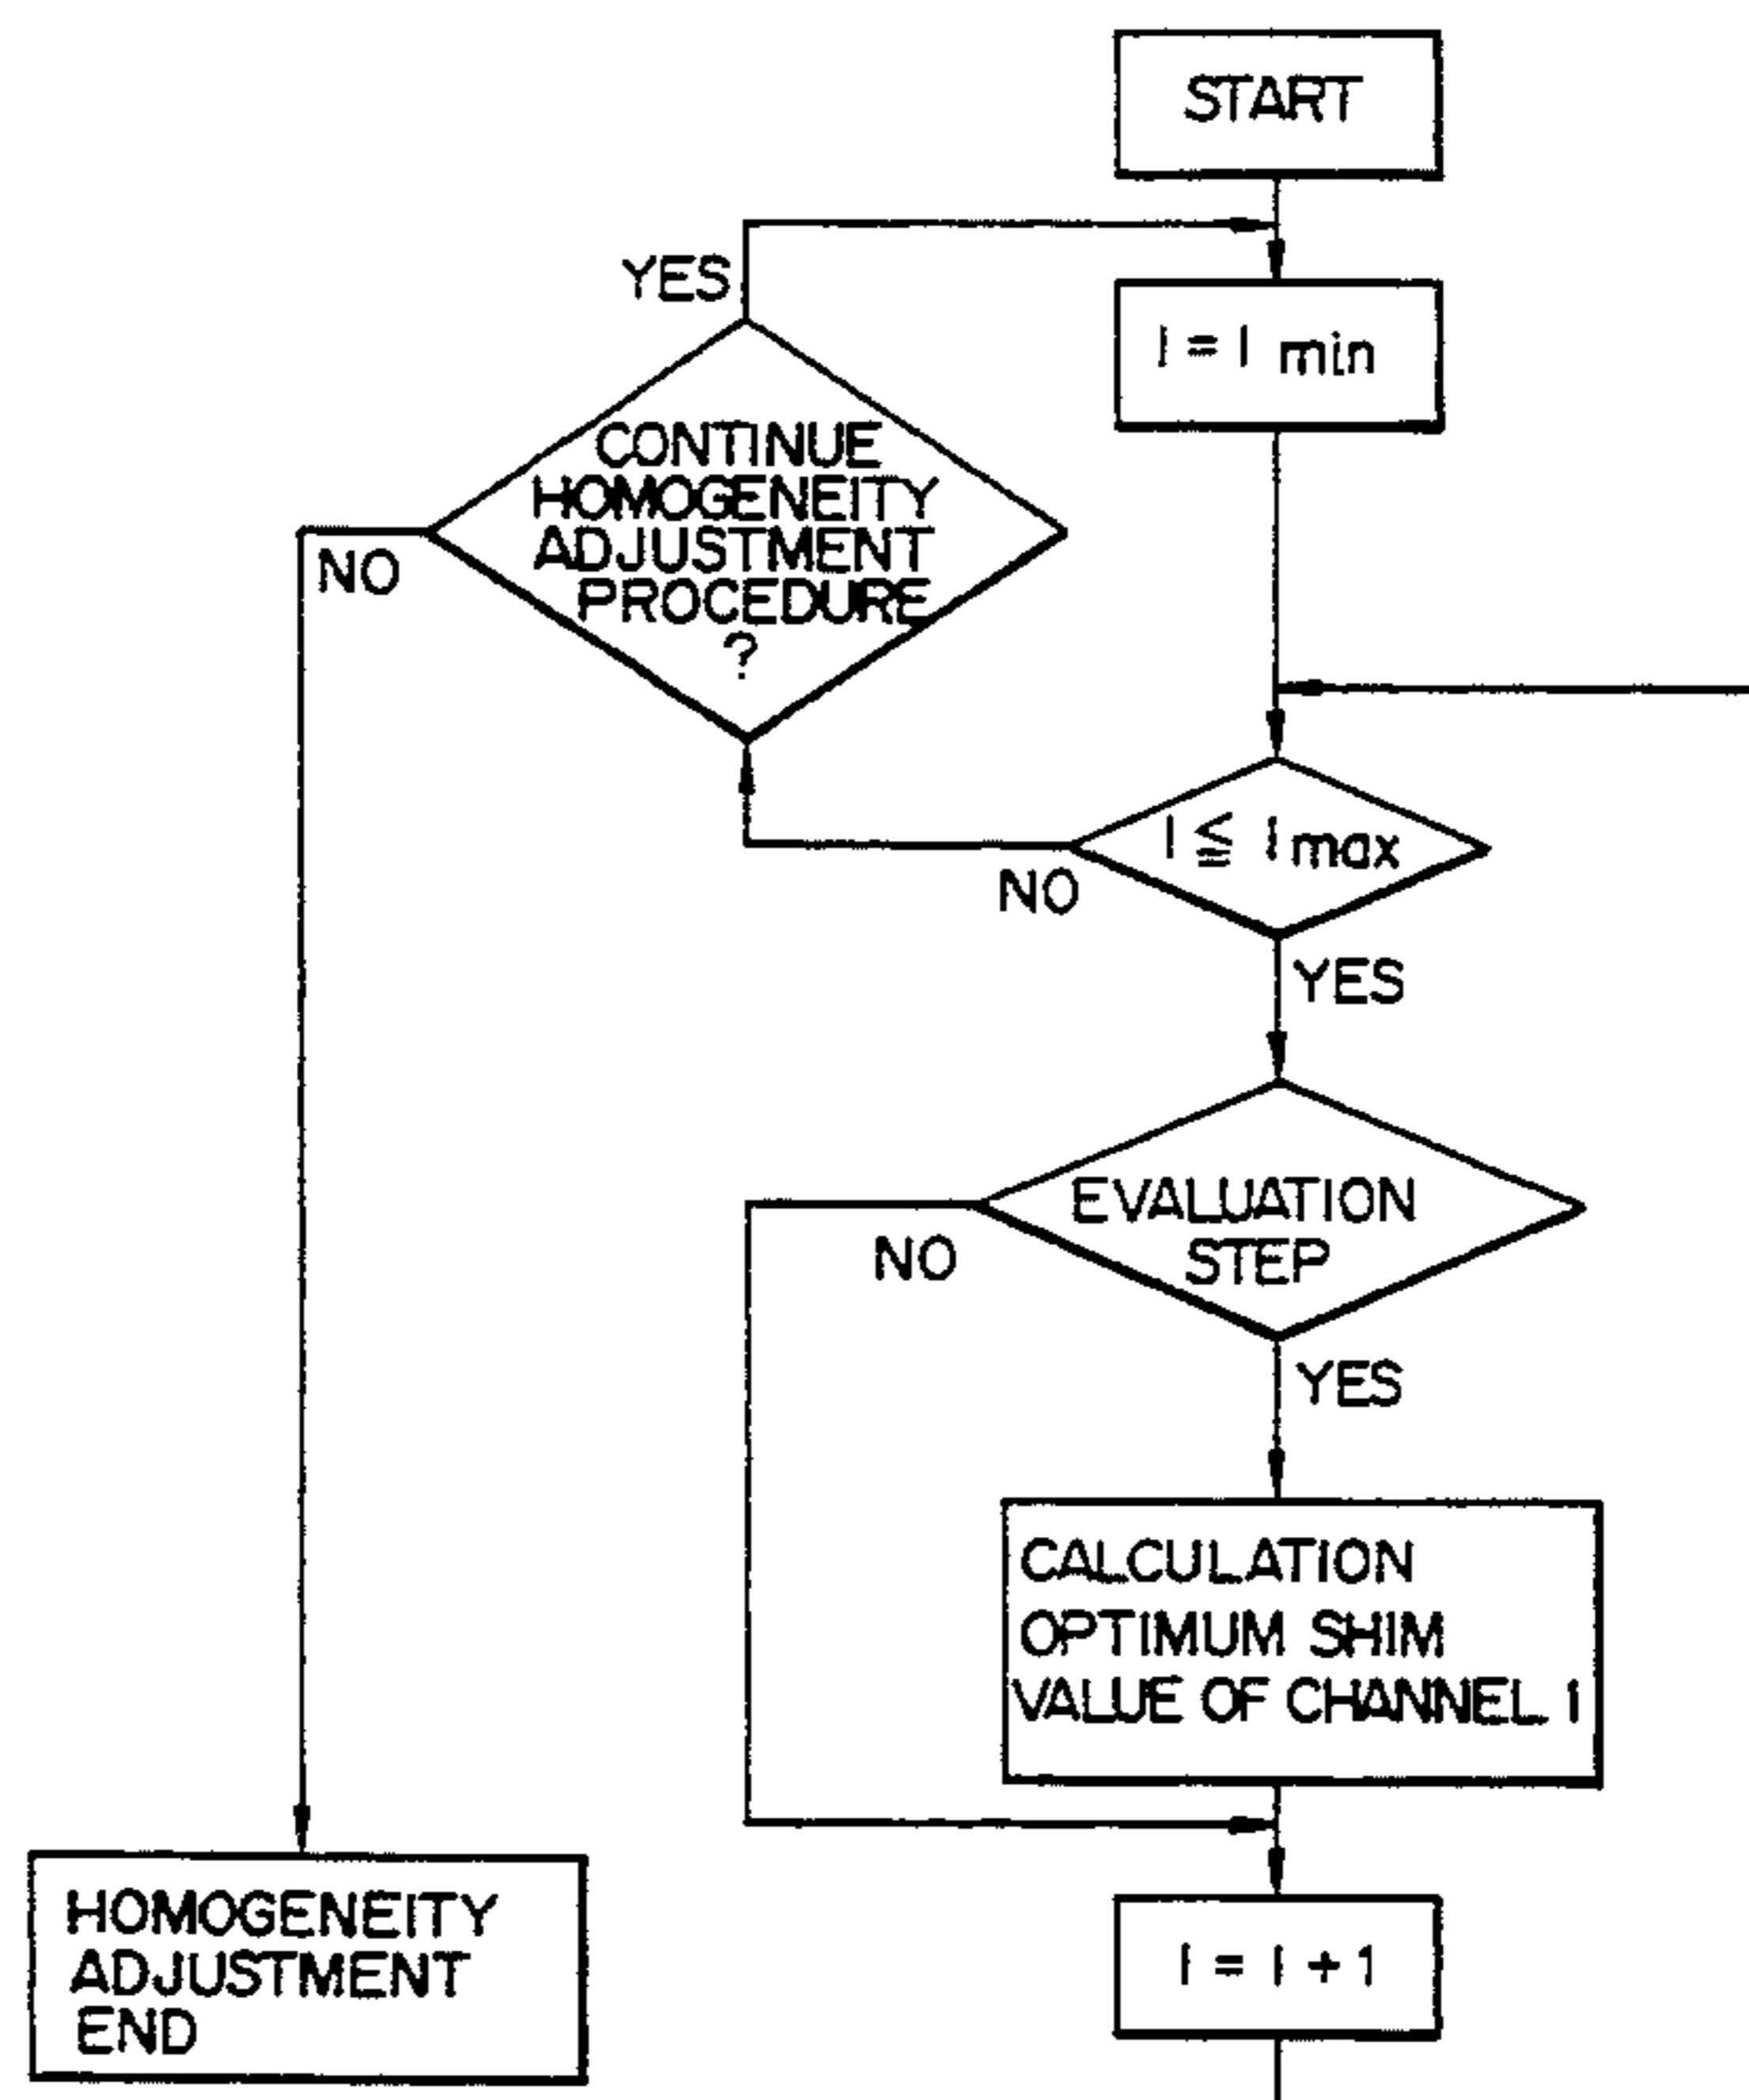 START
YES
I = I min
CONTINUE
HOMOGENEITY
ADJUSTMENT
PROCEDURE
?
NO
I ≦ I max
NO
YES
EVALUATION
STEP
NO
YES
CALCULATION
OPTIMUM SHIM
VALUE OF CHANNEL 1
HOMOGENEITY
ADJUSTMENT
END
I = I + 1